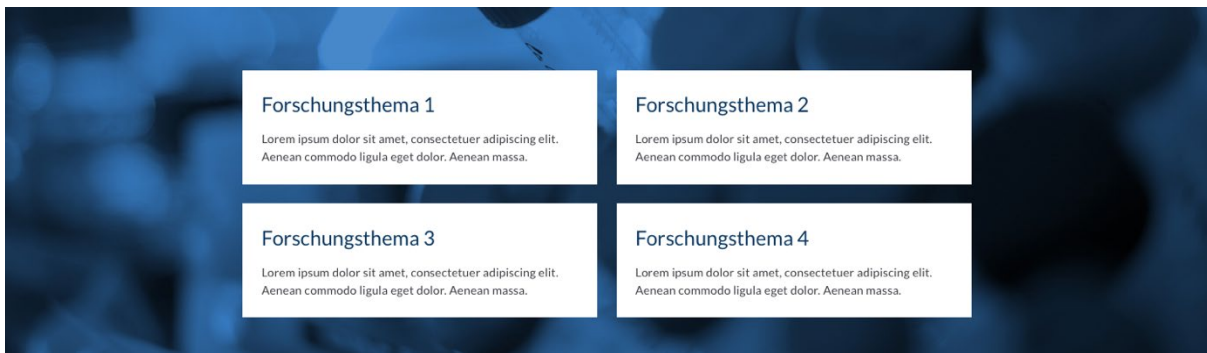 Forschungsthema 1
Lorem ipsum dolor sit amet, consectetuer adipiscing elit.
Aenean commodo ligula eget dolor. Aenean massa.
Forschungsthema 2
Lorem ipsum dolor sit amet, consectetuer adipiscing elit.
Aenean commodo ligula eget dolor. Aenean massa.
Forschungsthema 3
Lorem ipsum dolor sit amet, consectetuer adipiscing elit.
Aenean commodo ligula eget dolor. Aenean massa.
Forschungsthema 4
Lorem ipsum dolor sit amet, consectetuer adipiscing elit.
Aenean commodo ligula eget dolor. Aenean massa.